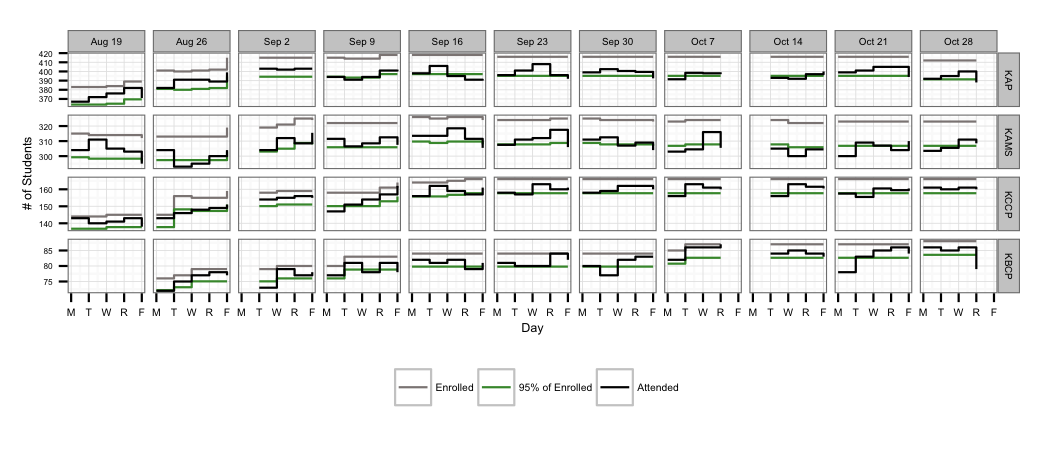 Aug 19 Aug 26 Sep 2 Sep 9 Sep 16 Sep 23 Sep 30 Oct 7 Oct 14 Oct 21 Oct 28
420
410
400
390
380
370
KAP
320
310
300
KAMS
160
150
140
KCCP
85
80
75
KBCP
# of Students
M T W R F M T W R F M T W R F M T W R F M T W R F M T W R F M T W R F M T W R F M T W R F M T W R F M T W R F
Day
Enrolled 95% of Enrolled Attended